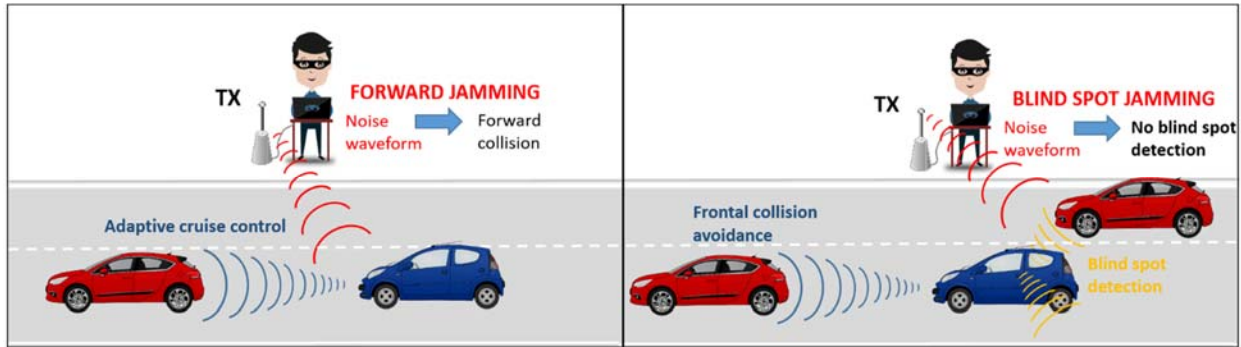 TX
FORWARD JAMMING
Noise
waveform
Forward
collision
Adaptive cruise control
TX
BLIND SPOT JAMMING
Noise
waveform
No blind spot
detection
Frontal collision
avoidance
Blind spot
detection